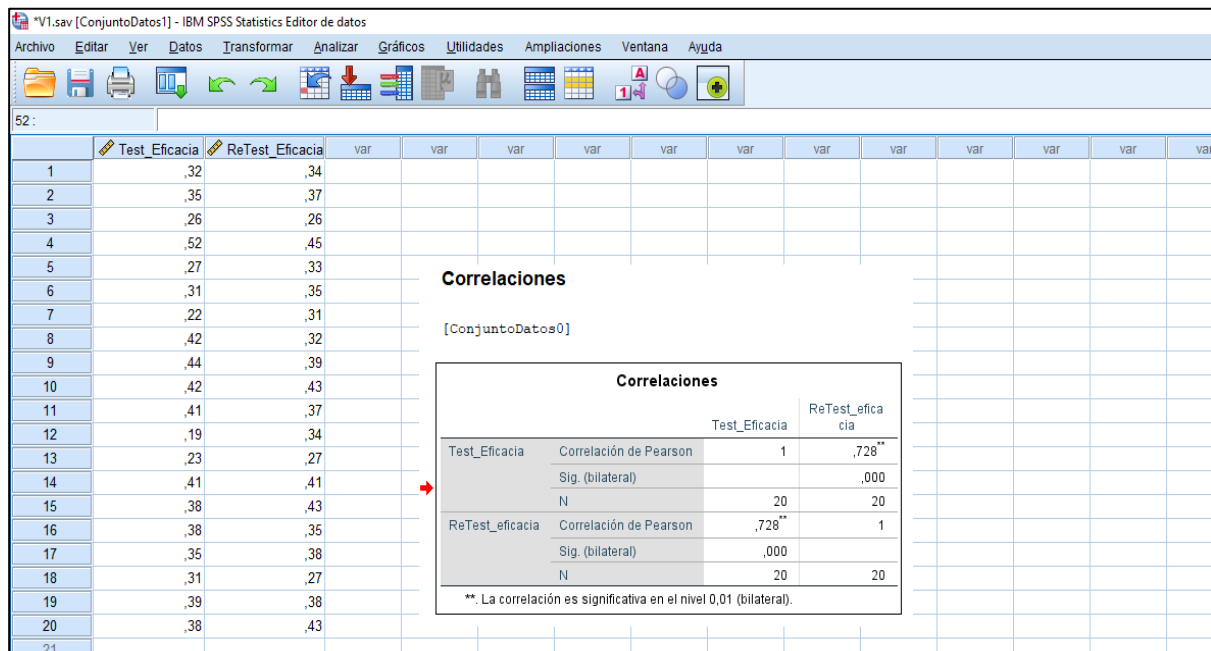 *V1.sav [ConjuntoDatos1] - IBM SPSS Statistics Editor de datos
Archivo Editar Ver Datos Transformar Analizar Gráficos Utilidades Ampliaciones Ventana Ayuda
52 :
Test_Eficacia ReTest_Eficacia var var var var var var var var var var var var
1 ,32 ,34
2 ,35 ,37
3 ,26 ,26
4 ,52 ,45
5 ,27 ,33
6 ,31 ,35
7 ,22 ,31
8 ,42 ,32
9 ,44 ,39
10 ,42 ,43
11 ,41 ,37
12 ,19 ,34
13 ,23 ,27
14 ,41 ,41
15 ,38 ,43
16 ,38 ,35
17 ,35 ,38
18 ,31 ,27
19 ,39 ,38
20 ,38 ,43
21
Correlaciones
[ConjuntoDatos0]
Correlaciones
Test_Eficacia ReTest_efica
cia
Test_Eficacia Correlación de Pearson 1 ,728**
Sig. (bilateral) ,000
N 20 20
ReTest_eficacia Correlación de Pearson ,728** 1
Sig. (bilateral) ,000
N 20 20
**. La correlación es significativa en el nivel 0,01 (bilateral).